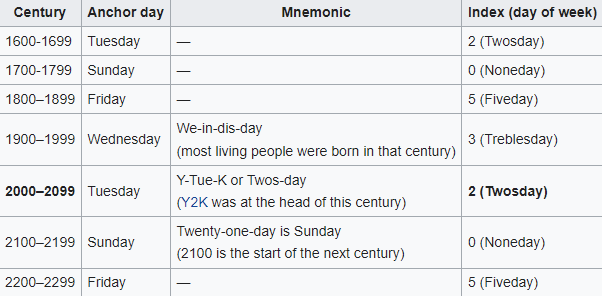 Century Anchor day Mnemonic Index (day of week)
1600-1699 Tuesday — 2 (Twosday)
1700-1799 Sunday — 0 (Noneday)
1800–1899 Friday — 5 (Fiveday)
1900–1999 Wednesday We-in-dis-day
(most living people were born in that century) 3 (Treblesday)
2000–2099 Tuesday Y-Tue-K or Twos-day
(Y2K was at the head of this century) 2 (Twosday)
2100–2199 Sunday Twenty-one-day is Sunday
(2100 is the start of the next century) 0 (Noneday)
2200–2299 Friday — 5 (Fiveday)